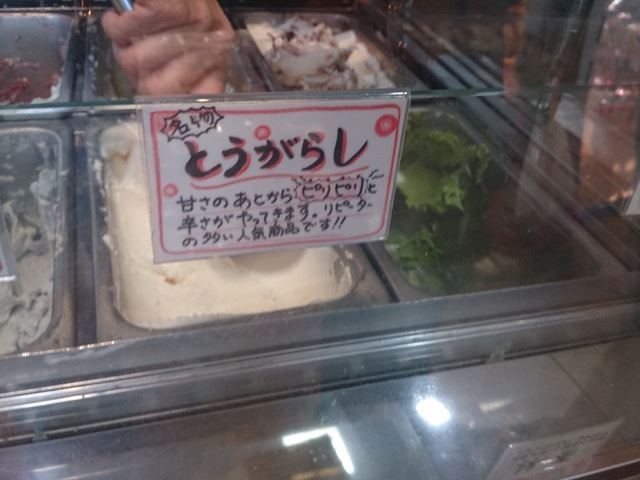 名物
とうがらし
甘さのあとからピリピリと
辛さがやってきます。リピーター
の多い人気商品です!!